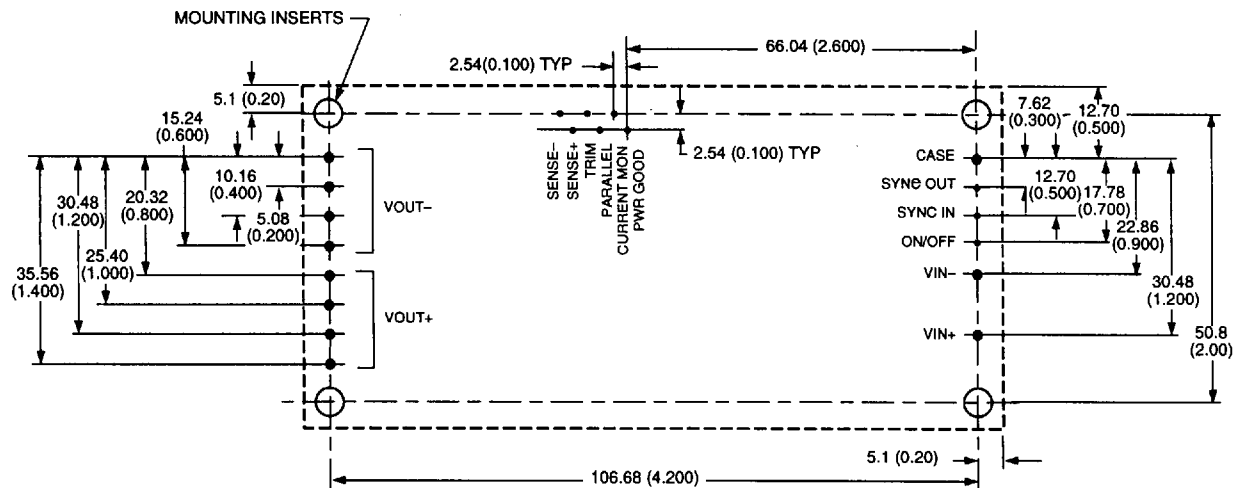 MOUNTING INSERTS
66.04 (2.600)
2.54(0.100) TYP
5.1 (0.20)
7.62
(0.300)
12.70
(0.500)
15.24
(0.600)
2.54 (0.100) TYP
SENSE-
SENSE+
TRIM
PARALLEL
CURRENT MON
PWR GOOD
CASE
SYNC OUT
SYNC IN
ON/OFF
VIN-
VIN+
10.16
(0.400)
5.08
(0.200)
20.32
(0.800)
30.48
(1.200)
25.40
(1.000)
35.56
(1.400)
VOUT-
VOUT+
12.70
(0.500)
17.78
(0.700)
22.86
(0.900)
30.48
(1.200)
50.8
(2.00)
5.1 (0.20)
106.68 (4.200)